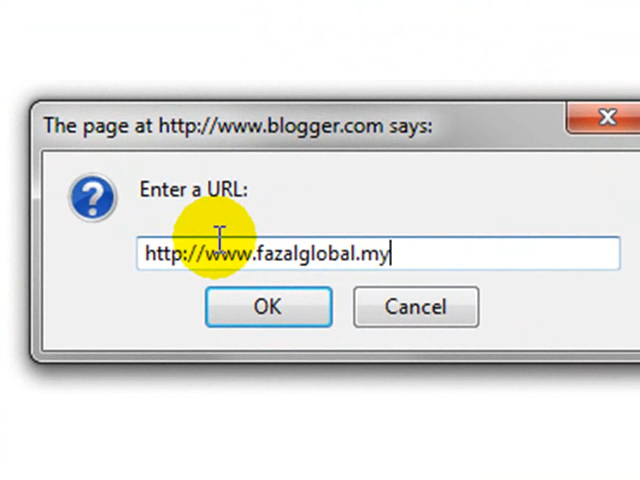 The page at http://www.blogger.com says:
Enter a URL:
http://www.fazalglobal.my
OK Cancel